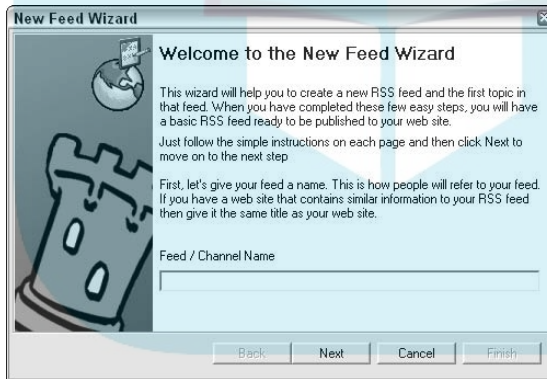 New Feed Wizard
Welcome to the New Feed Wizard
This wizard will help you to create a new RSS feed and the first topic in
that feed. When you have completed these few easy steps, you will have
a basic RSS feed ready to be published to your web site.
Just follow the simple instructions on each page and then click Next to
move on to the next step
First, let's give your feed a name. This is how people will refer to your feed.
If you have a web site that contains similar information to your RSS feed
then give it the same title as your web site.
Feed / Channel Name
Back Next Cancel Finish